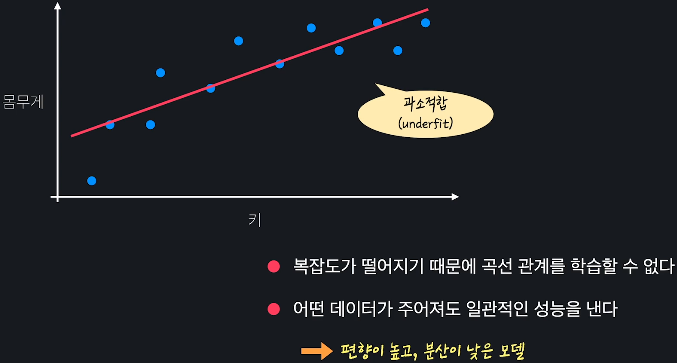 몸무게
과소적합
(underfit)
키
복잡도가 떨어지기 때문에 곡선 관계를 학습할 수 없다
어떤 데이터가 주어져도 일관적인 성능을 낸다
편향이 높고, 분산이 낮은 모델